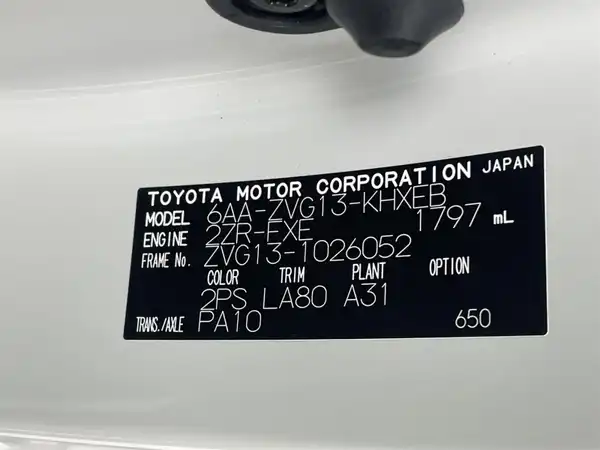 TOYOTA MOTOR CORPORATION JAPAN
MODEL 6AA-ZVG13-KHXEB
ENGINE 2ZR-FXE 1797 mL
FRAME No. ZVG13-1026052
COLOR TRIM PLANT OPTION
2PS LA80 A31
TRANS./AXLE PA10 650